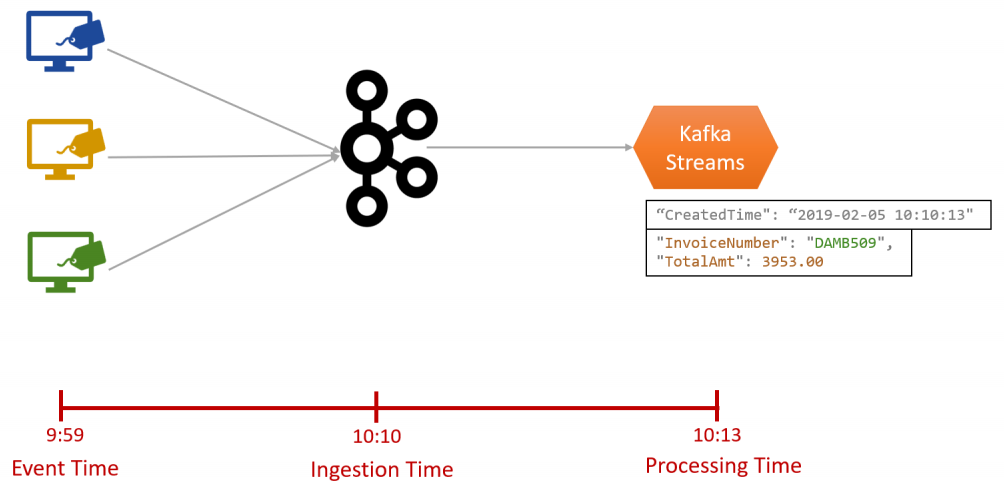 Kafka
Streams
“CreatedTime": “2019-02-05 10:10:13"
"InvoiceNumber": "DAMB509",
"TotalAmt": 3953.00
9:59
10:10
10:13
Event Time
Ingestion Time
Processing Time